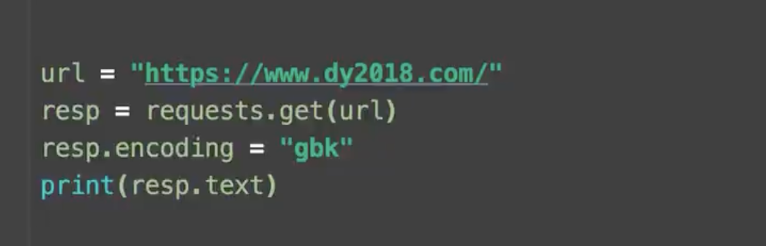 url = "https://www.dy2018.com/"
resp = requests.get(url)
resp.encoding = "gbk"
print(resp.text)